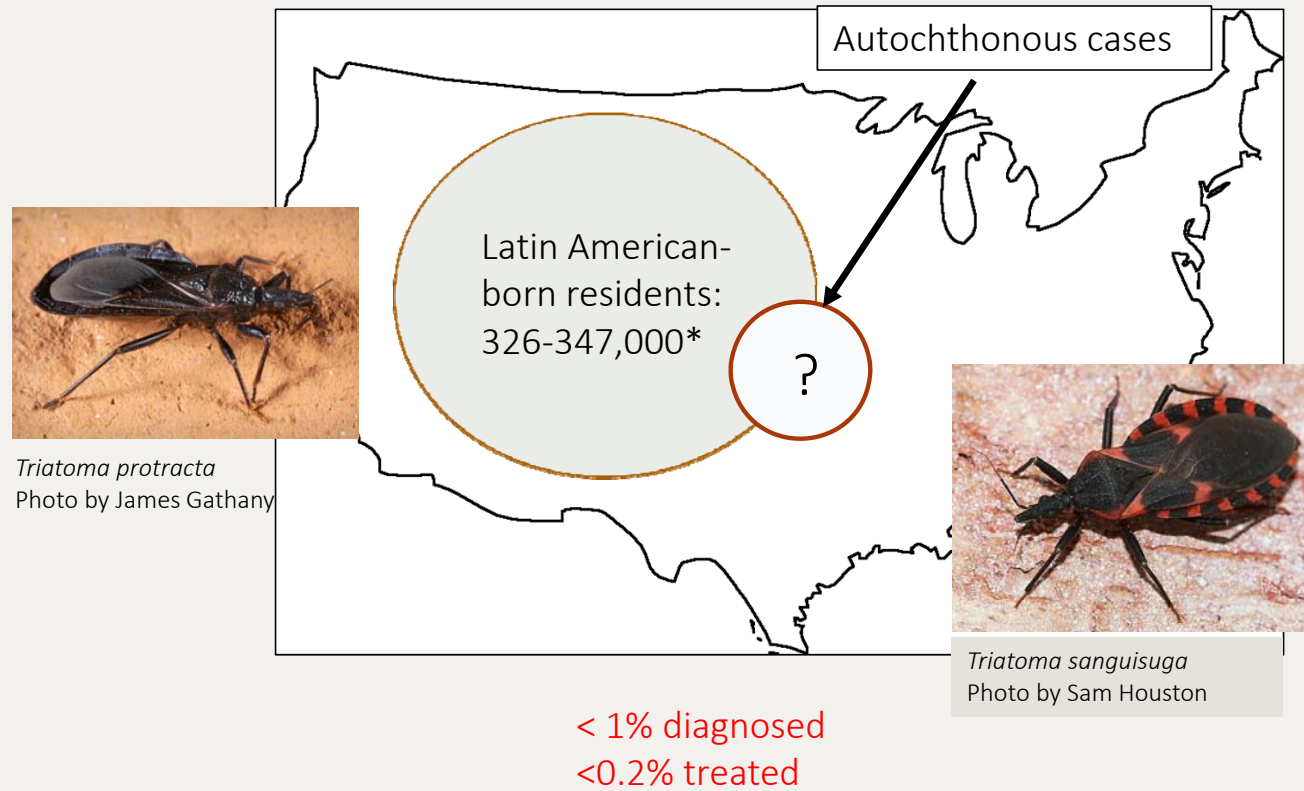 Autochthonous cases
Latin American-
born residents:
326-347,000*
?
Triatoma protracta
Photo by James Gathany
Triatoma sanguisuga
Photo by Sam Houston
< 1% diagnosed
<0.2% treated